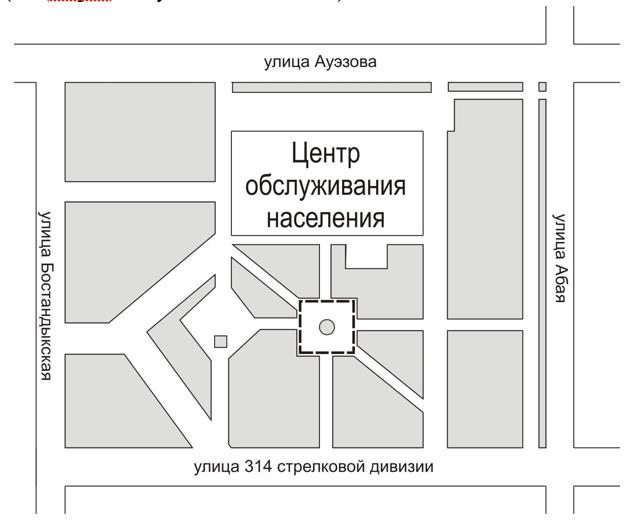 улица Ауэзова
Центр
обслуживания
населения
улица Бостандыкская
улица Абая
улица 314 стрелковой дивизии